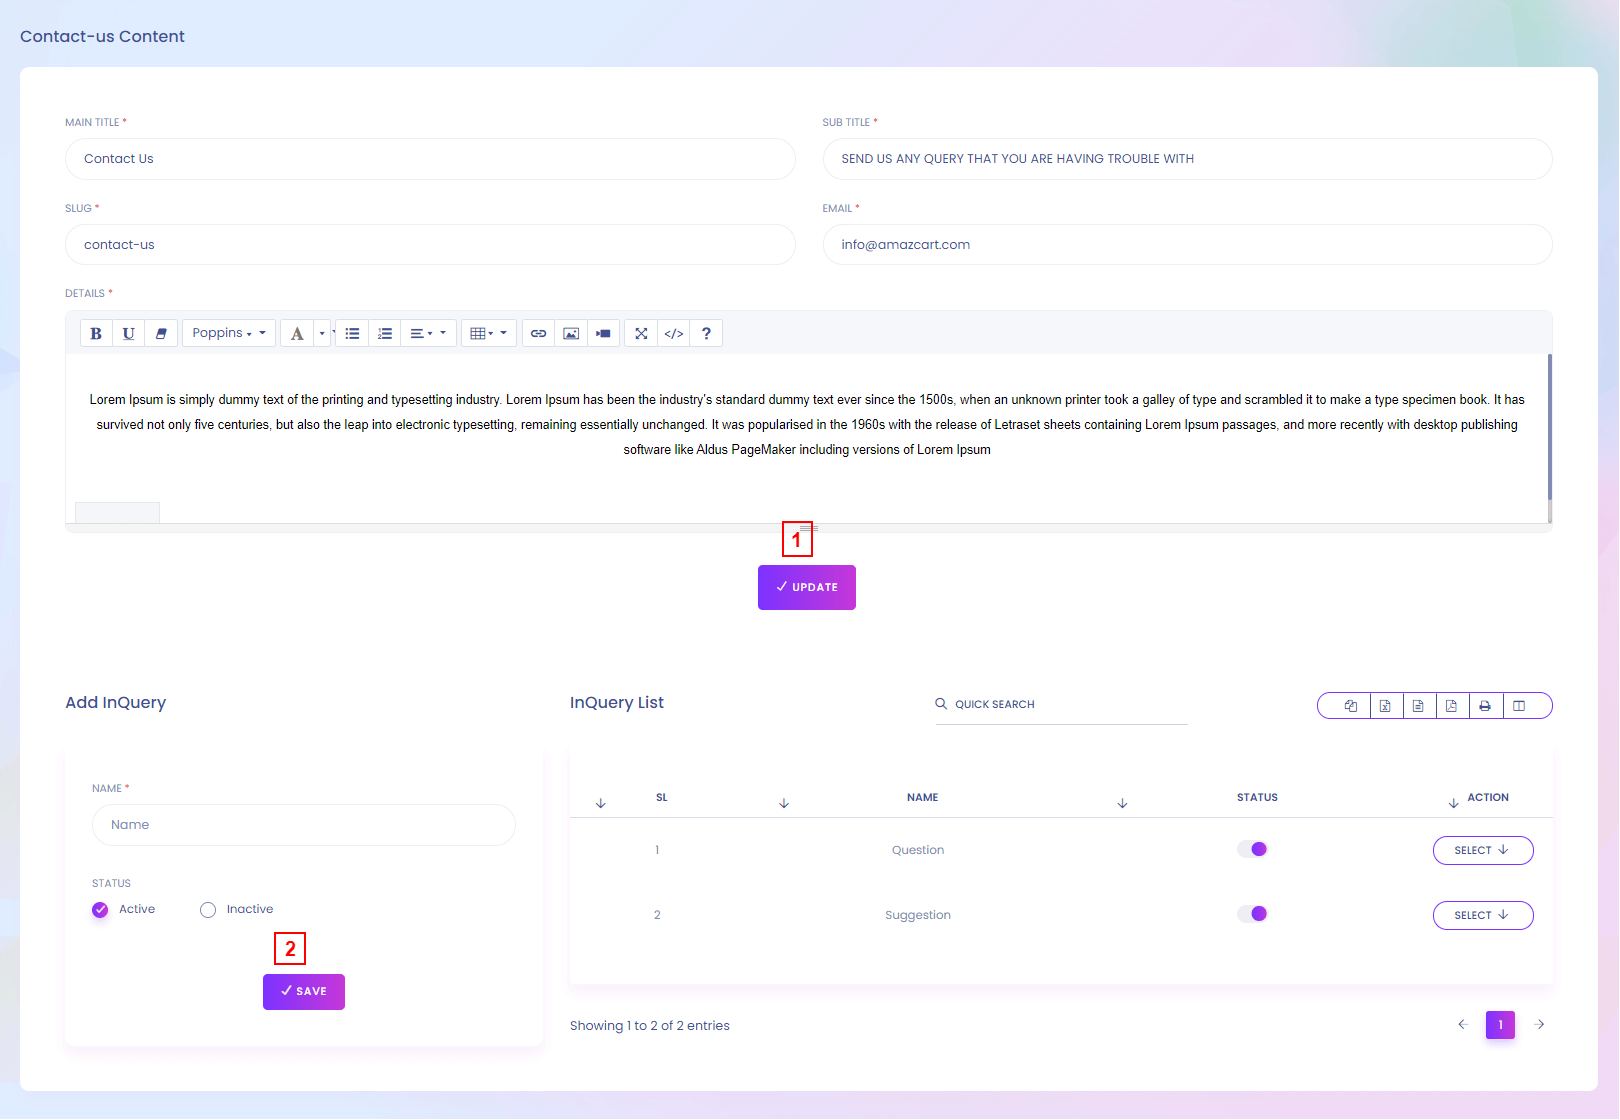 Contact-us Content
MAIN TITLE *
SUB TITLE *
Contact Us
SEND US ANY QUERY THAT YOU ARE HAVING TROUBLE WITH
SLUG *
EMAIL *
contact-us
info@amazcart.com
DETAILS *
B U Poppins A </> ?
Lorem Ipsum is simply dummy text of the printing and typesetting industry. Lorem Ipsum has been the industry's standard dummy text ever since the 1500s, when an unknown printer took a galley of type and scrambled it to make a type specimen book. It has
survived not only five centuries, but also the leap into electronic typesetting, remaining essentially unchanged. It was popularised in the 1960s with the release of Letraset sheets containing Lorem Ipsum passages, and more recently with desktop publishing
software like Aldus PageMaker including versions of Lorem Ipsum
1
UPDATE
Add InQuery
NAME *
Name
STATUS
Active Inactive
2
SAVE
InQuery List
QUICK SEARCH
SL NAME STATUS ACTION
1 Question SELECT
2 Suggestion SELECT
Showing 1 to 2 of 2 entries
1